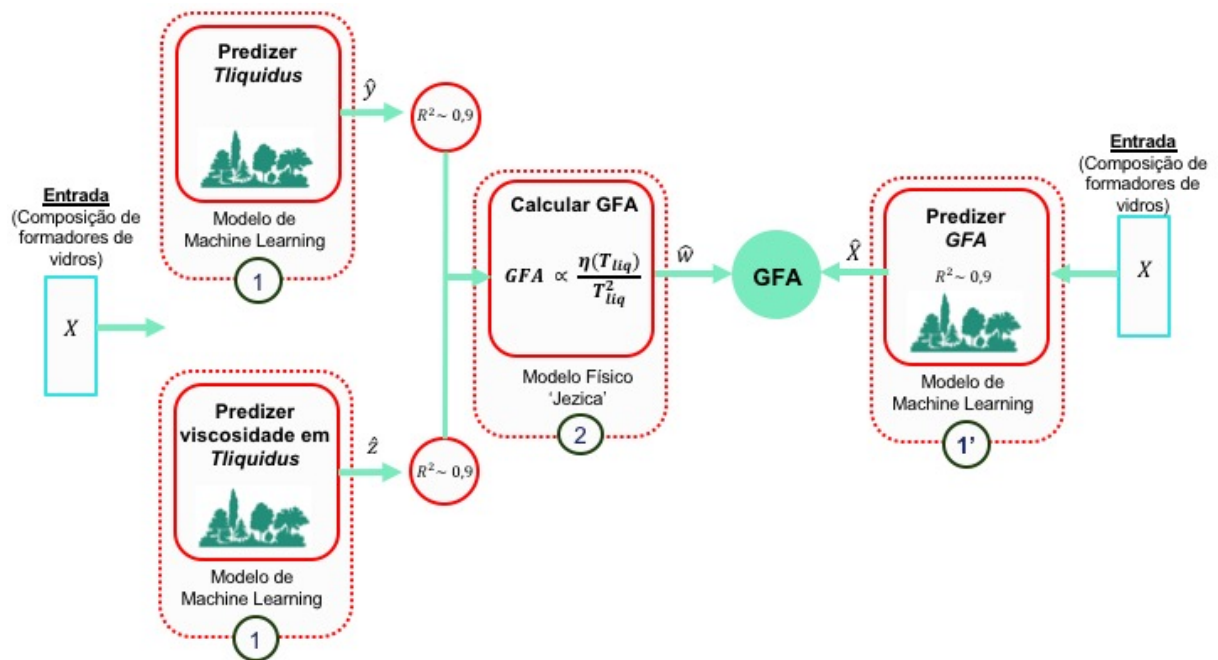 Entrada
(Composição de
formadores de
vidros)
X
Predizer
Tliquidus
Modelo de
Machine Learning
1
ŷ
R² ~ 0,9
Predizer
viscosidade em
Tliquidus
Modelo de
Machine Learning
1
ẑ
R² ~ 0,9
Calcular GFA
GFA ∝ η(Tliq) / T²liq
Modelo Físico
'Jezica'
2
ŵ
GFA
X̂
Predizer
GFA
R² ~ 0,9
Modelo de
Machine Learning
1’
Entrada
(Composição de
formadores de
vidros)
X